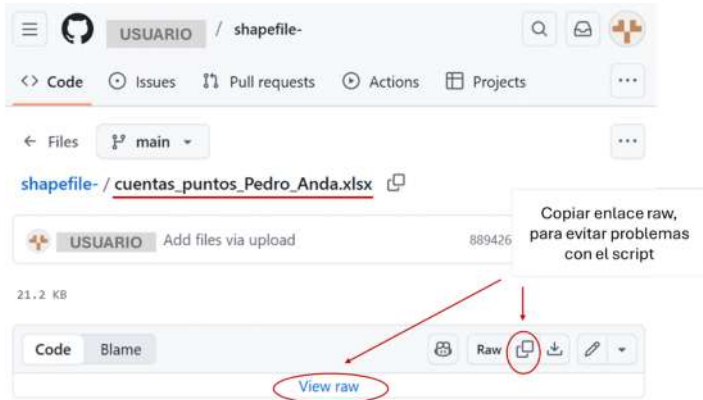 USUARIO / shapefile-
<> Code Issues Pull requests Actions Projects ...
← Files main ...
shapefile- / cuentas_puntos_Pedro_Anda.xlsx
Copiar enlace raw,
para evitar problemas
con el script
USUARIO Add files via upload 889426
21.2 KB
Code Blame Raw
View raw